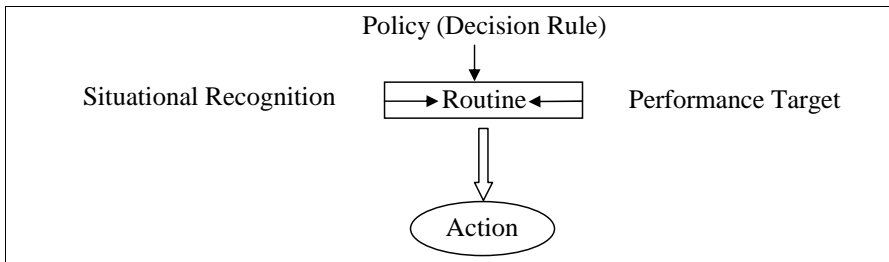 Policy (Decision Rule)
Situational Recognition Routine Performance Target
Action